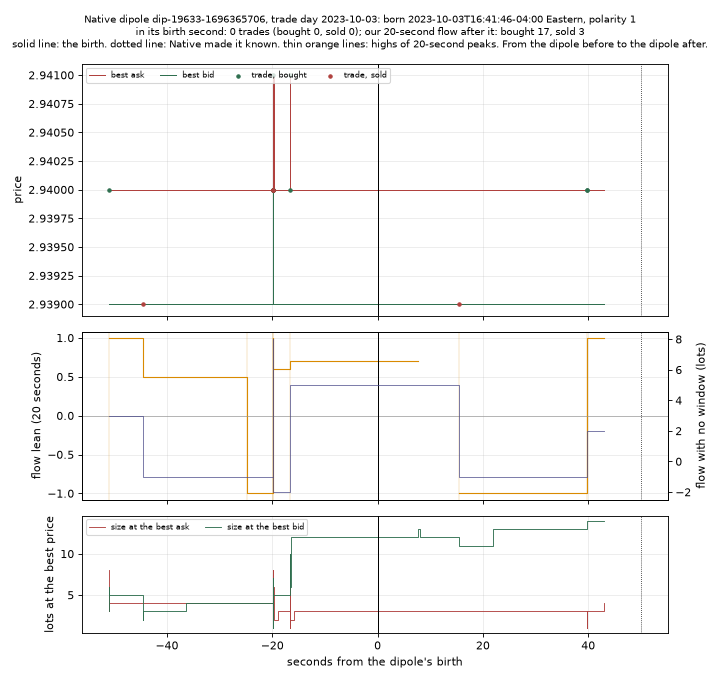 Native dipole dip-19633-1696365706, trade day 2023-10-03: born 2023-10-03T16:41:46-04:00 Eastern, polarity 1
in its birth second: 0 trades (bought 0, sold 0); our 20-second flow after it: bought 17, sold 3
solid line: the birth. dotted line: Native made it known. thin orange lines: highs of 20-second peaks. From the dipole before to the dipole after.
best ask
best bid
trade, bought
trade, sold
2.94100
2.94075
2.94050
2.94025
2.94000
2.93975
2.93950
2.93925
2.93900
price
1.0
0.5
0.0
−0.5
−1.0
flow lean (20 seconds)
8
6
4
2
0
−2
flow with no window (lots)
size at the best ask
size at the best bid
10
5
lots at the best price
−40
−20
0
20
40
seconds from the dipole's birth